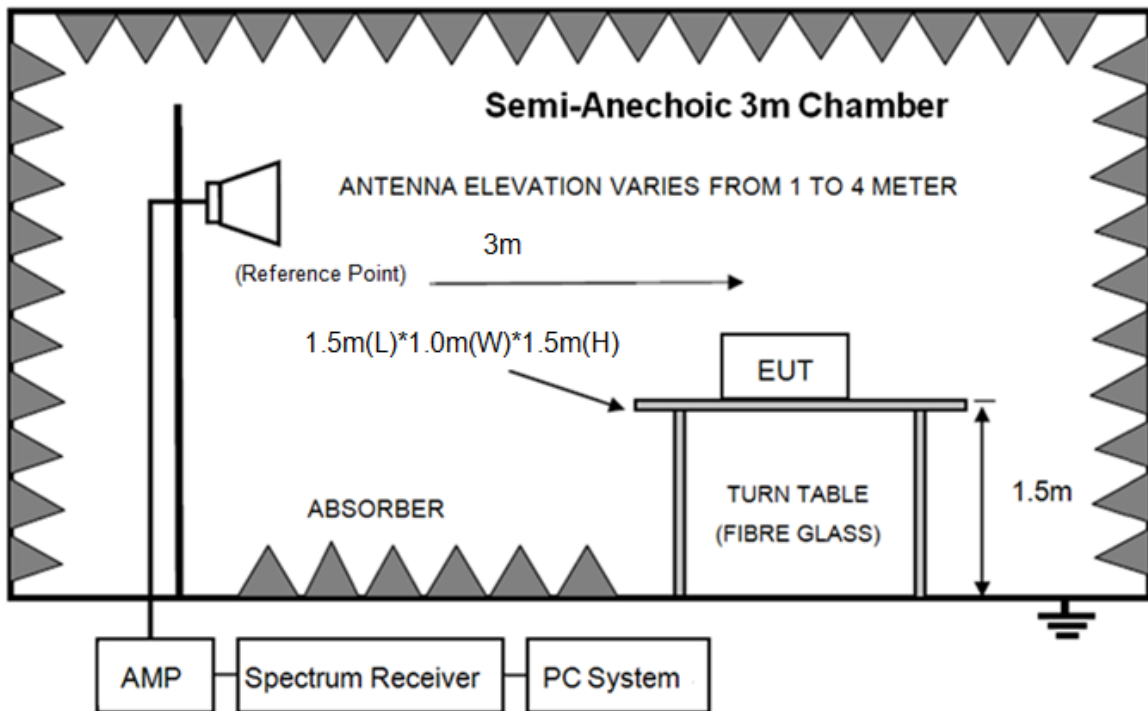 Semi-Anechoic 3m Chamber
ANTENNA ELEVATION VARIES FROM 1 TO 4 METER
3m
(Reference Point)
1.5m(L)*1.0m(W)*1.5m(H)
EUT
1.5m
TURN TABLE
(FIBRE GLASS)
ABSORBER
AMP
Spectrum Receiver
PC System